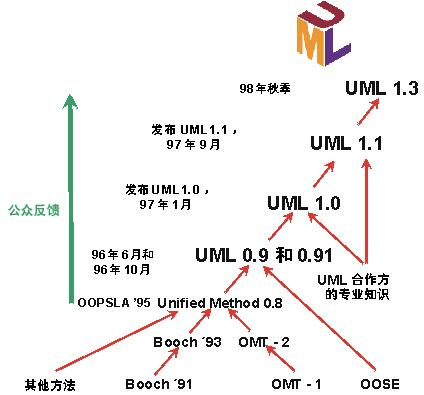 UML
98年秋季
UML 1.3
发布 UML1.1，
97年9月
UML 1.1
发布UML1.0，
97年1月
UML 1.0
公众反馈
96年6月和
96年10月
UML 0.9 和 0.91
UML 合作方
的专业知识
OOPSLA ’95 Unified Method 0.8
Booch ´93 OMT - 2
其他方法 Booch ´91 OMT - 1 OOSE